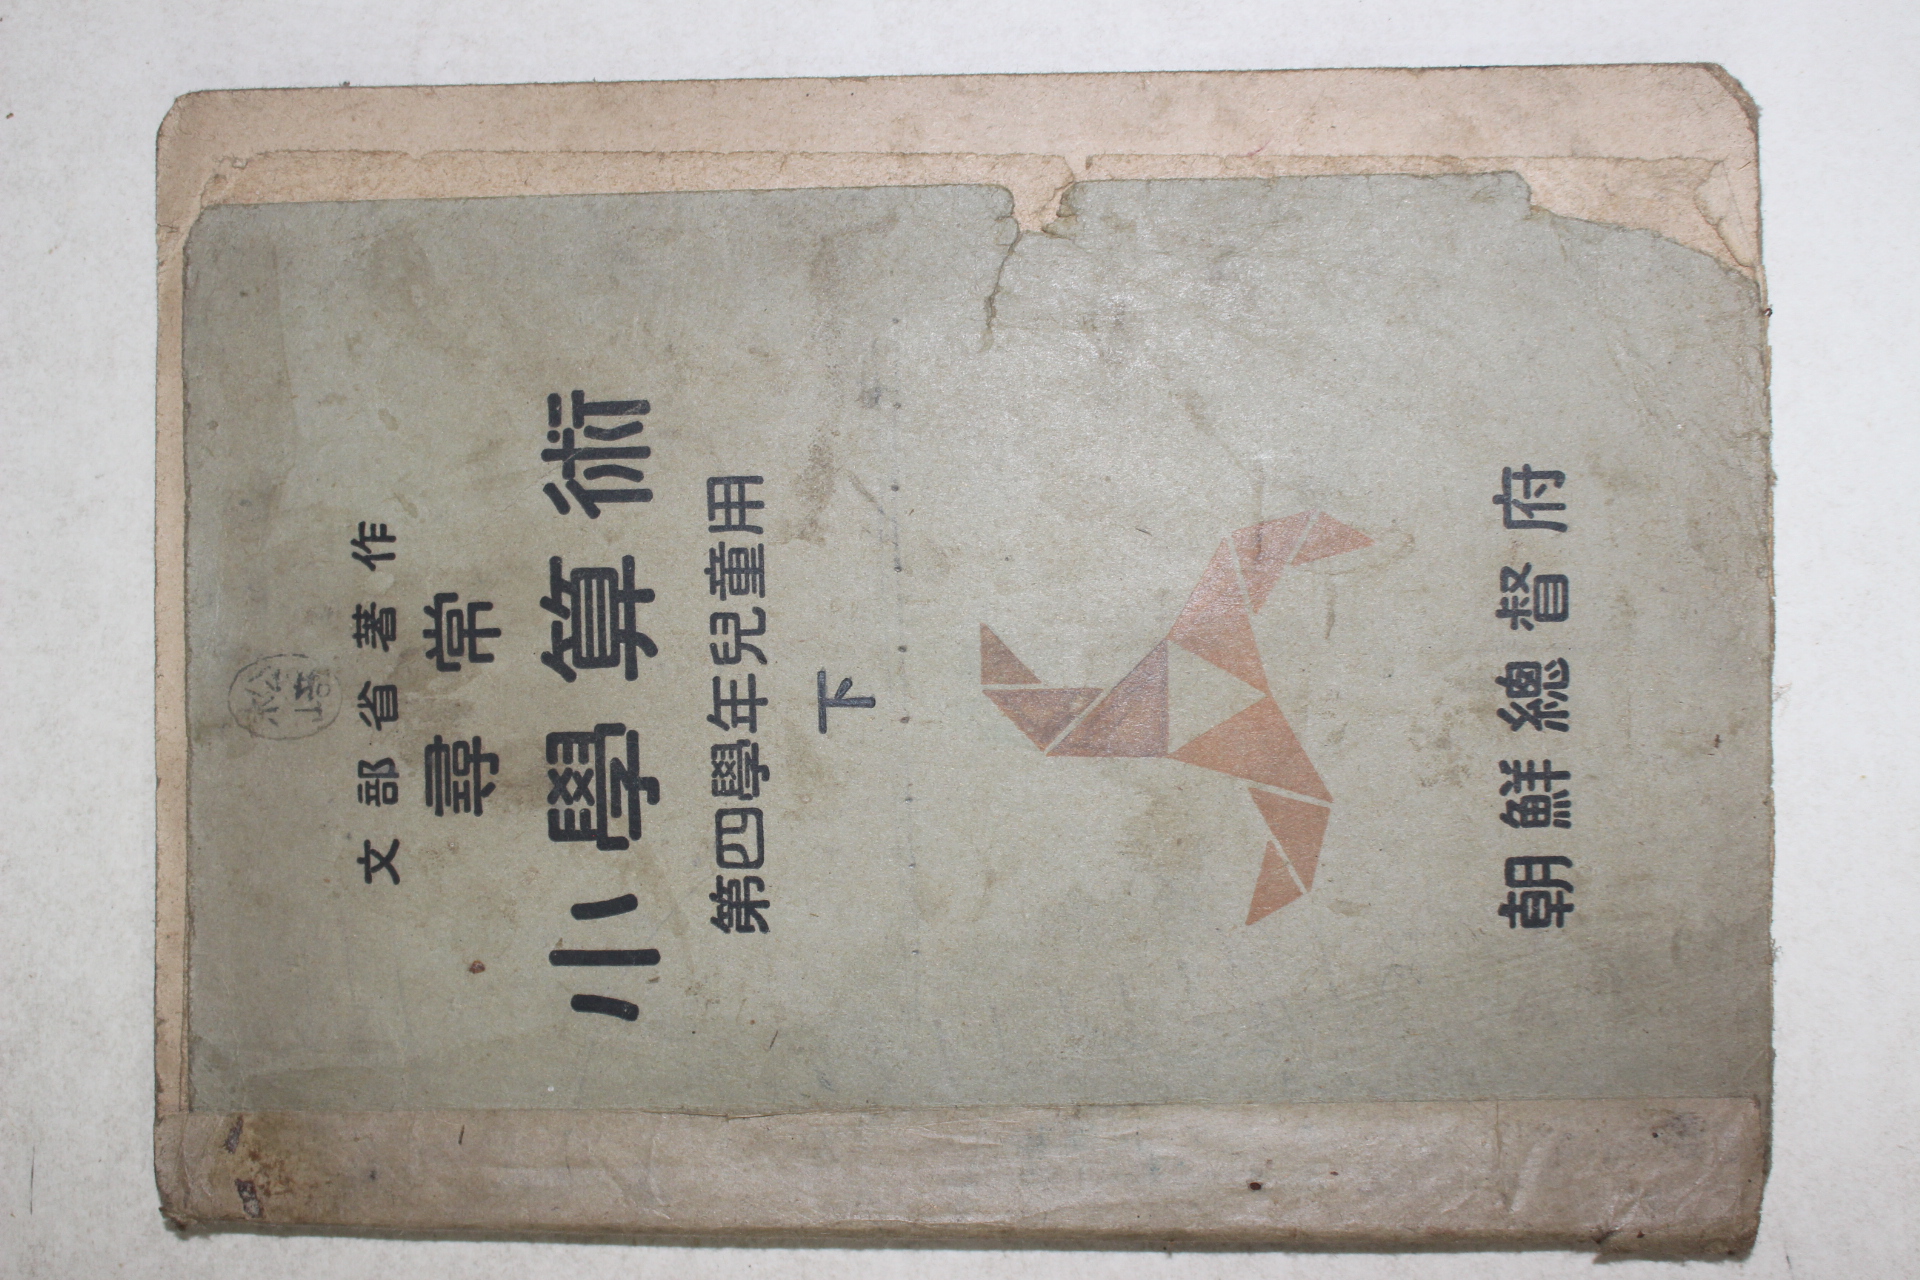 文部省著作
尋常
小學算術
第四學年兒童用
下
朝鮮總督府